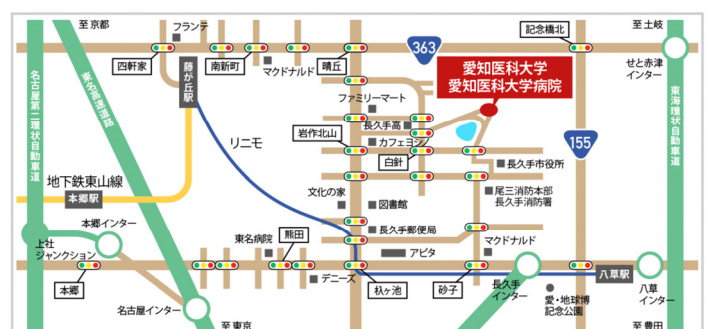 至京都
フランテ
363
記念橋北
至土岐
四軒家
南新町
マクドナルド
晴丘
せと赤津
インター
愛知医科大学
愛知医科大学病院
藤が丘駅
名古屋第二環状自動車道
東名高速道路
東海環状自動車道
ファミリーマート
リニモ
長久手高
岩作北山
カフェヨシ
155
白針
長久手市役所
地下鉄東山線
本郷駅
文化の家
図書館
尾三消防本部
長久手消防署
本郷インター
上社
ジャンクション
東名病院
熊田
長久手郵便局
アピタ
マクドナルド
デニーズ
八草駅
本郷
杁ヶ池
砂子
長久手
インター
八草
インター
愛・地球博
記念公園
名古屋インター
至東京
至豊田